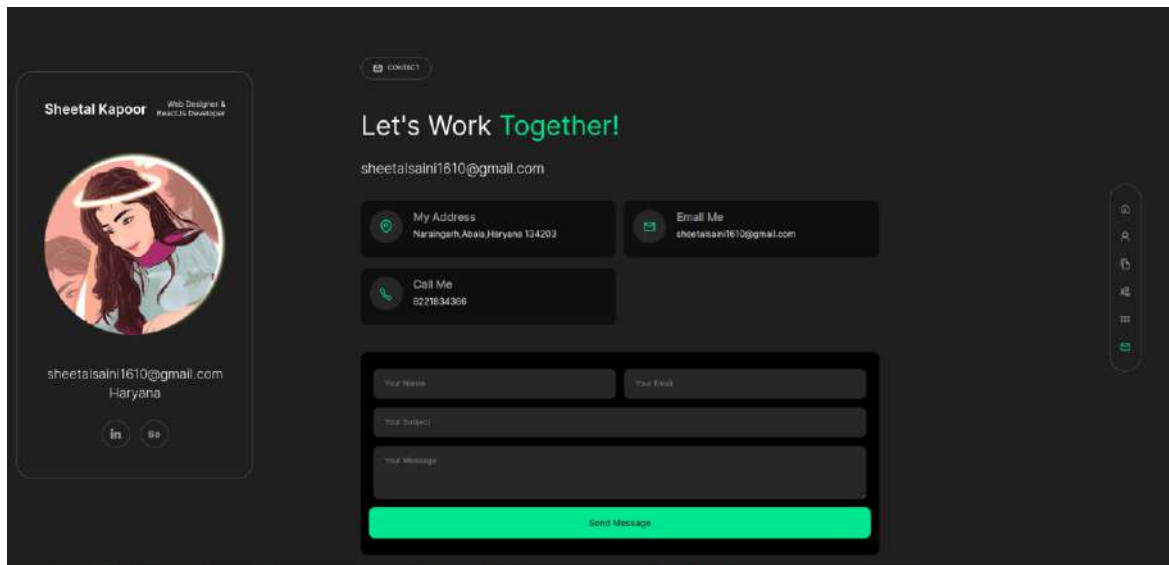 CONTACT
Sheetal Kapoor
Web Designer &
ReactJs Developer
Let's Work Together!
sheetalsaini1610@gmail.com
My Address
Naraingarh,Abala,Haryana 134203
Email Me
sheetalsaini1610@gmail.com
Call Me
8221834366
sheetalsaini1610@gmail.com
Haryana
in
Bē
Your Name
Your Email
Your Subject
Your Message
Send Message